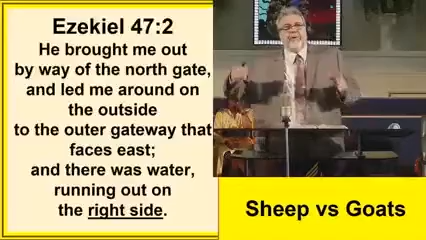 Ezekiel 47:2
He brought me out
by way of the north gate,
and led me around on
the outside
to the outer gateway that
faces east;
and there was water,
running out on
the right side.
Sheep vs Goats